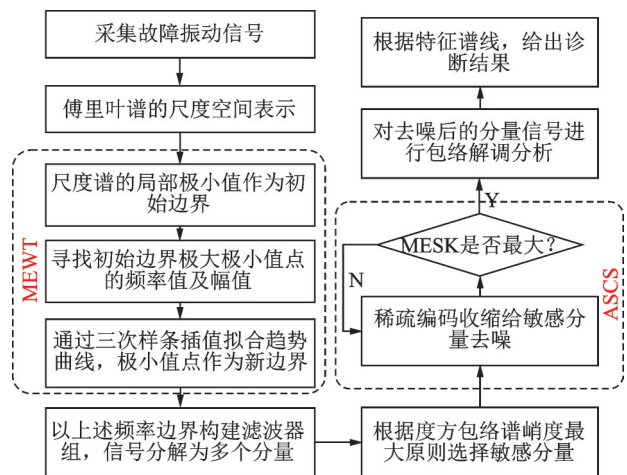 采集故障振动信号
傅里叶谱的尺度空间表示
MEWT
尺度谱的局部极小值作为初
始边界
寻找初始边界极大极小值点
的频率值及幅值
通过三次样条插值拟合趋势
曲线，极小值点作为新边界
以上述频率边界构建滤波器
组，信号分解为多个分量
根据度方包络谱峭度最
大原则选择敏感分量
ASCS
稀疏编码收缩给敏感分
量去噪
N
MESK是否最大?
Y
对去噪后的分量信号进
行包络解调分析
根据特征谱线，给出诊
断结果